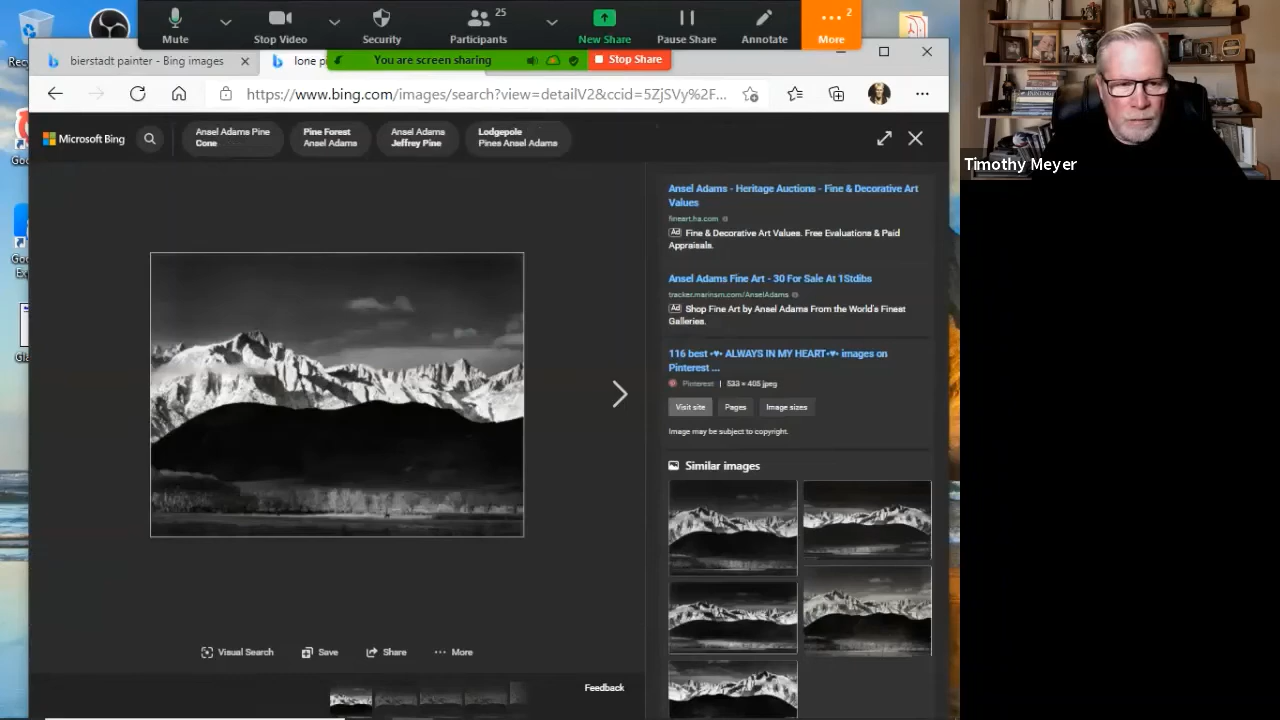 25
2
Mute
Stop Video
Security
Participants
New Share
Pause Share
Annotate
More
bierstadt painter - Bing images
lone p
You are screen sharing
Stop Share
https://www.bing.com/images/search?view=detailV2&ccid=5ZjSVy%2F...
Microsoft Bing
Ansel Adams Pine
Cone
Pine Forest
Ansel Adams
Ansel Adams
Jeffrey Pine
Lodgepole
Pines Ansel Adams
Timothy Meyer
Ansel Adams - Heritage Auctions - Fine & Decorative Art
Values
fineart.ha.com
Ad Fine & Decorative Art Values. Free Evaluations & Paid
Appraisals.
Ansel Adams Fine Art - 30 For Sale At 1Stdibs
tracker.marinsm.com/AnselAdams
Ad Shop Fine Art by Ansel Adams From the World's Finest
Galleries.
116 best •♥• ALWAYS IN MY HEART•♥• images on
Pinterest ...
Pinterest | 533 × 405 jpeg
Visit site
Pages
Image sizes
Image may be subject to copyright.
Similar images
Visual Search
Save
Share
More
Feedback